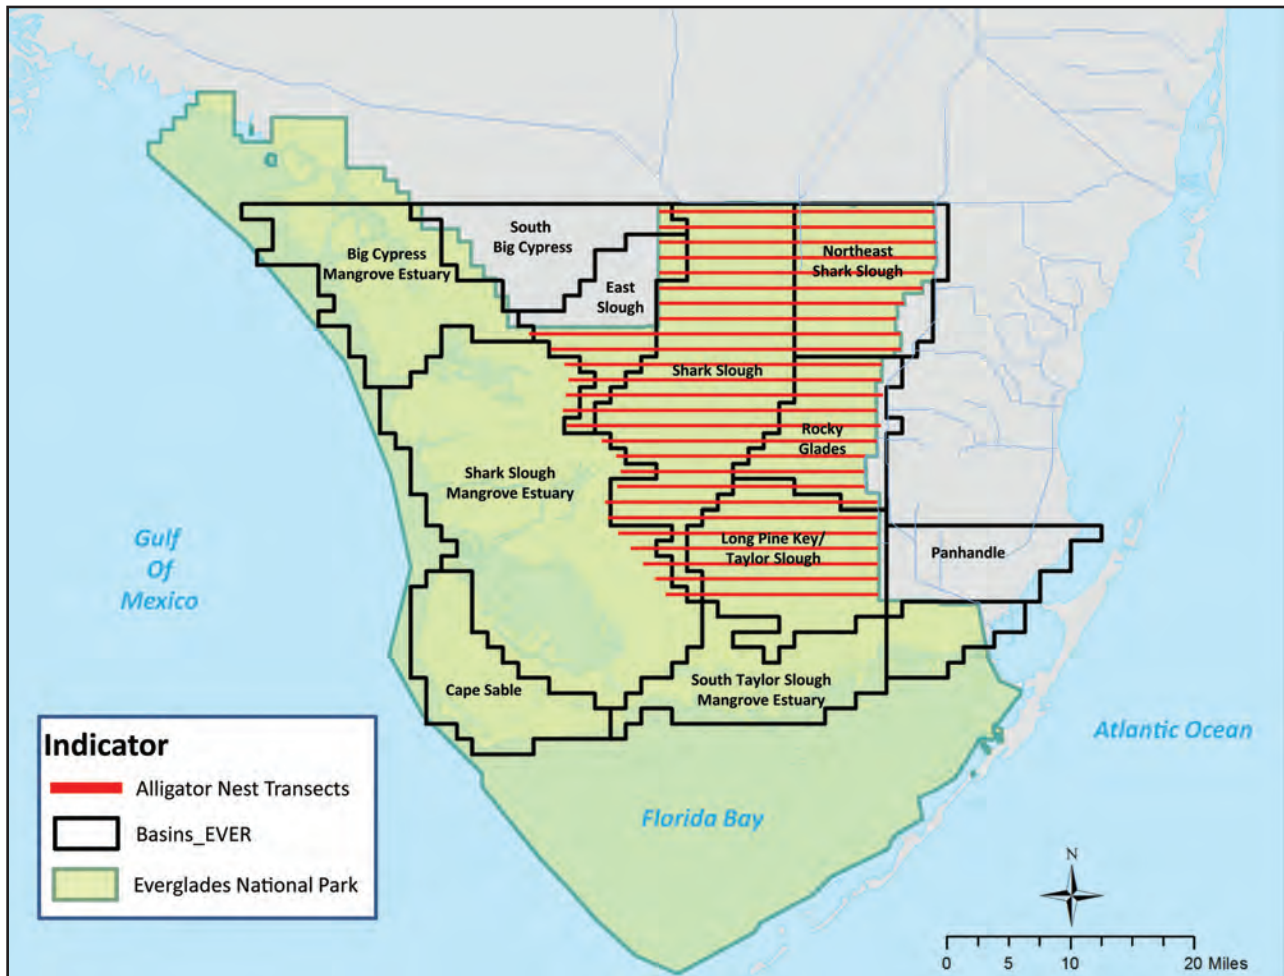 South
Big Cypress
Big Cypress
Mangrove Estuary
Northeast
Shark Slough
East
Slough
Shark Slough
Rocky
Glades
Shark Slough
Mangrove Estuary
Long Pine Key/
Taylor Slough
Panhandle
Gulf
Of
Mexico
Cape Sable
South Taylor Slough
Mangrove Estuary
Atlantic Ocean
Florida Bay
Indicator
Alligator Nest Transects
Basins_EVER
Everglades National Park
N
0 5 10 20 Miles